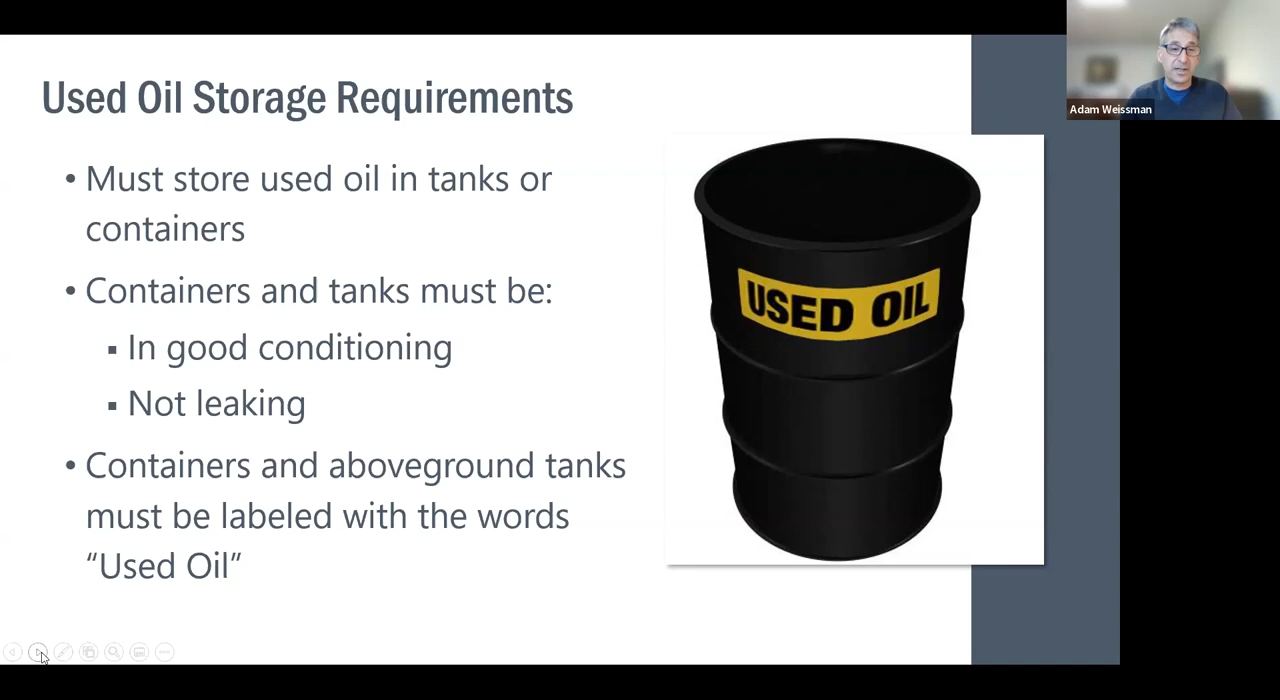 Used Oil Storage Requirements
• Must store used oil in tanks or
containers
• Containers and tanks must be:
▪ In good conditioning
▪ Not leaking
• Containers and aboveground tanks
must be labeled with the words
“Used Oil”
USED OIL
Adam Weissman